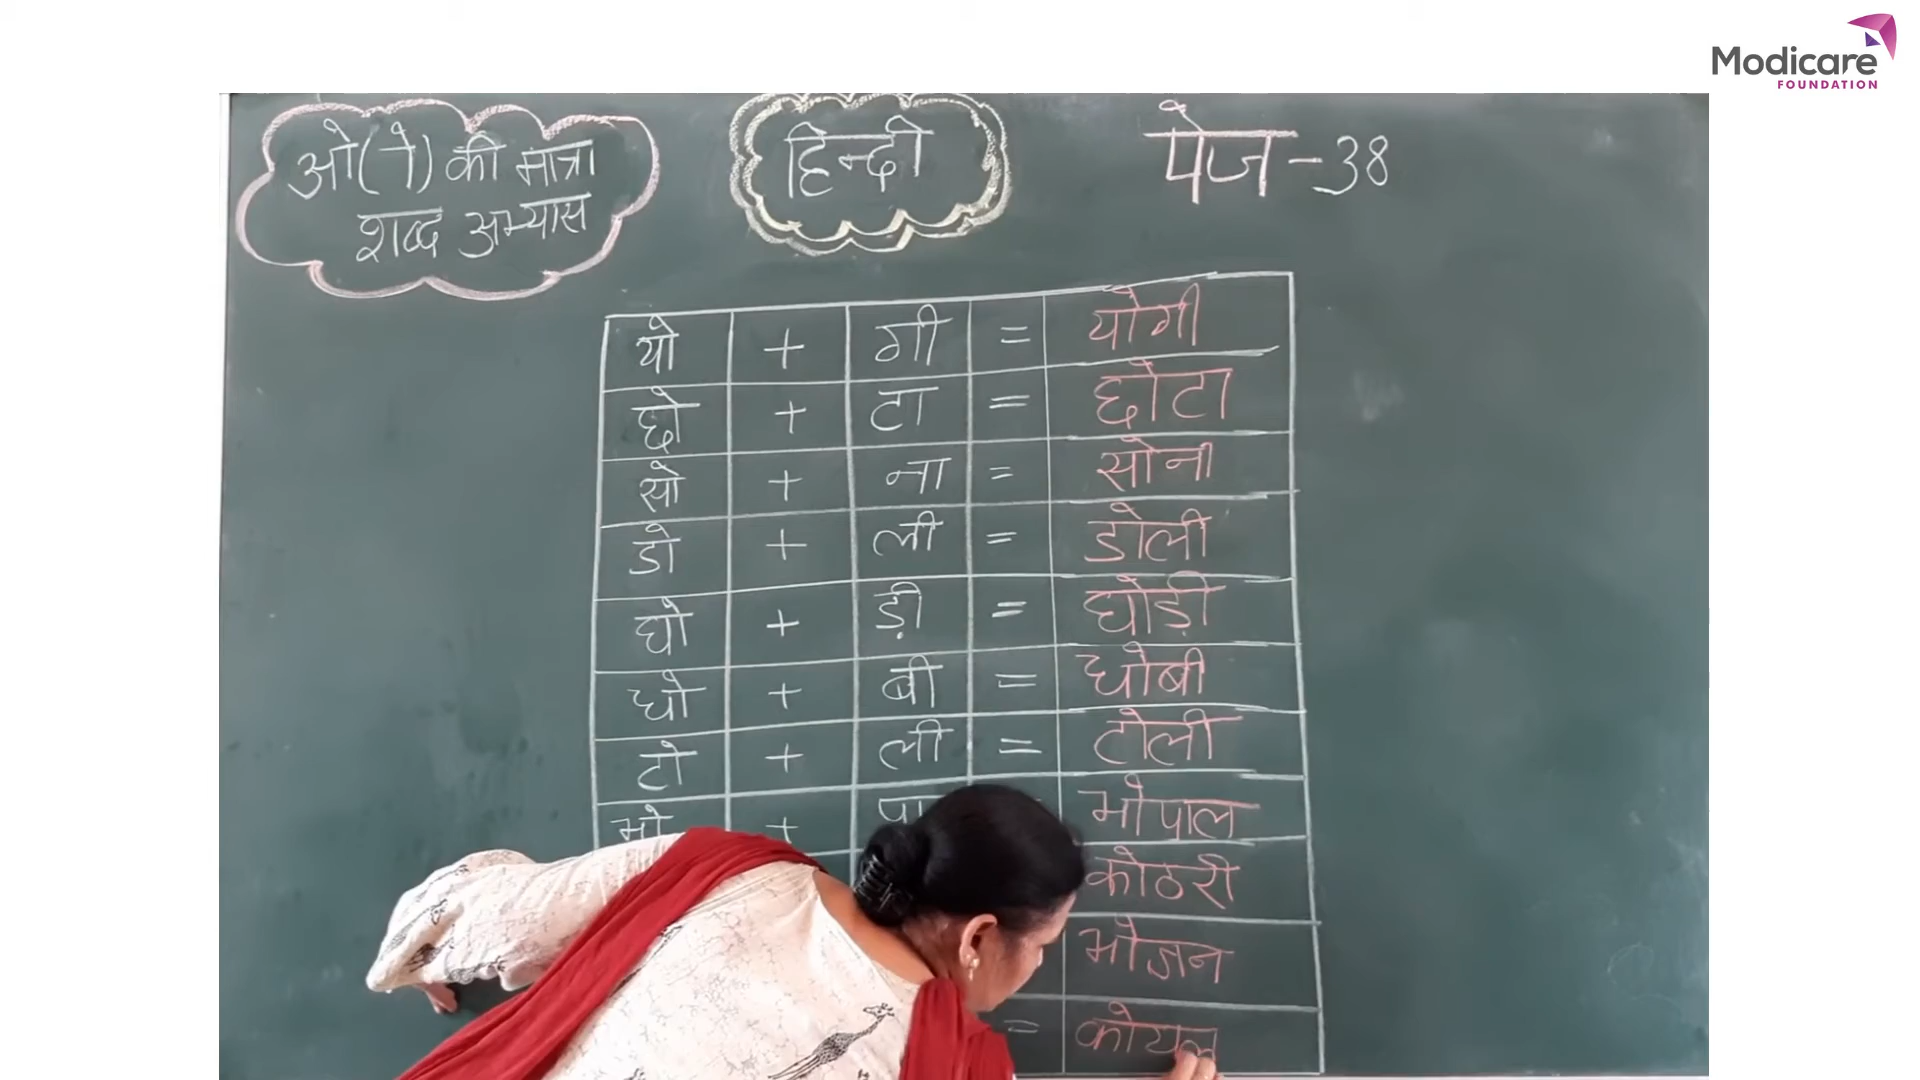 Modicare
FOUNDATION
ओ(ो) की मात्रा
शब्द अभ्यास
हिन्दी
पेज - 38
यो + गी = योगी
छो + टा = छोटा
सो + ना = सोना
डो + ली = डोली
घो + ड़ी = घोड़ी
धो + बी = धोबी
टो + ली = टोली
मो + भोपाल
कोठरी
भोजन
= कोयल